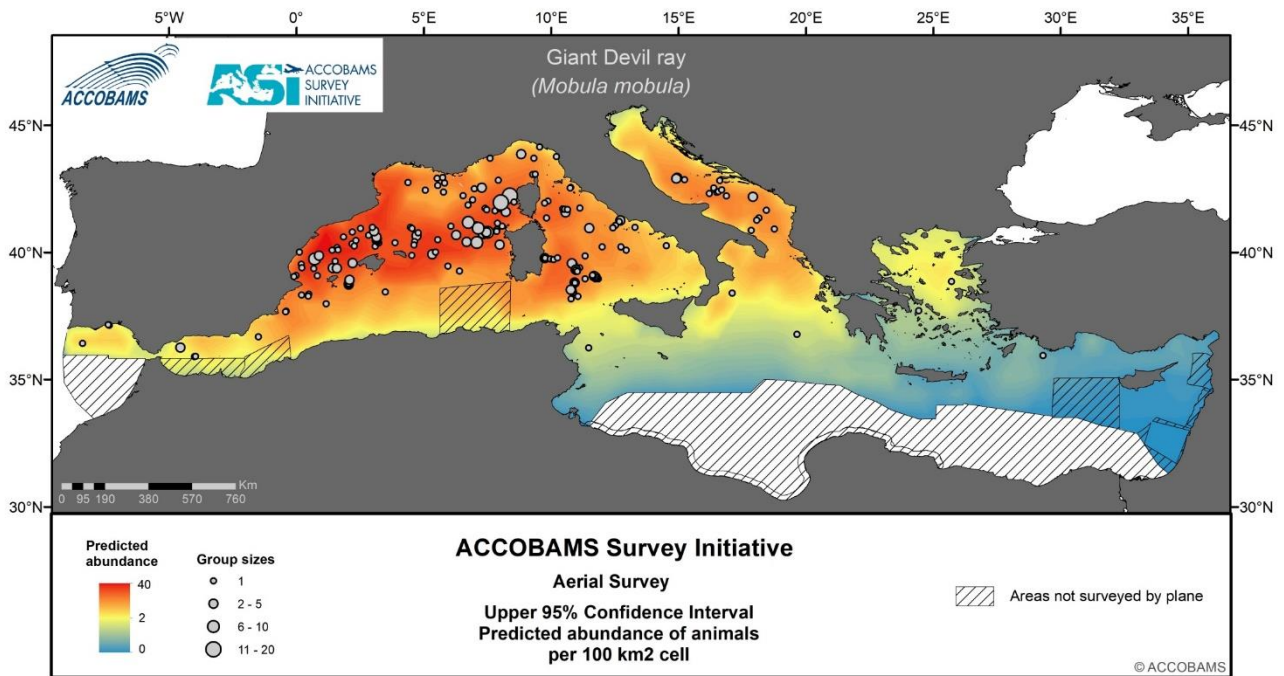 5°W 0° 5°E 10°E 15°E 20°E 25°E 30°E 35°E
ACCOBAMS
ASI
ACCOBAMS
SURVEY
INITIATIVE
Giant Devil ray
(Mobula mobula)
45°N 45°N
40°N 40°N
35°N 35°N
30°N 30°N
Km
0 95 190 380 570 760
Predicted
abundance
40
2
0
Group sizes
1
2 - 5
6 - 10
11 - 20
ACCOBAMS Survey Initiative
Aerial Survey
Upper 95% Confidence Interval
Predicted abundance of animals
per 100 km2 cell
Areas not surveyed by plane
© ACCOBAMS